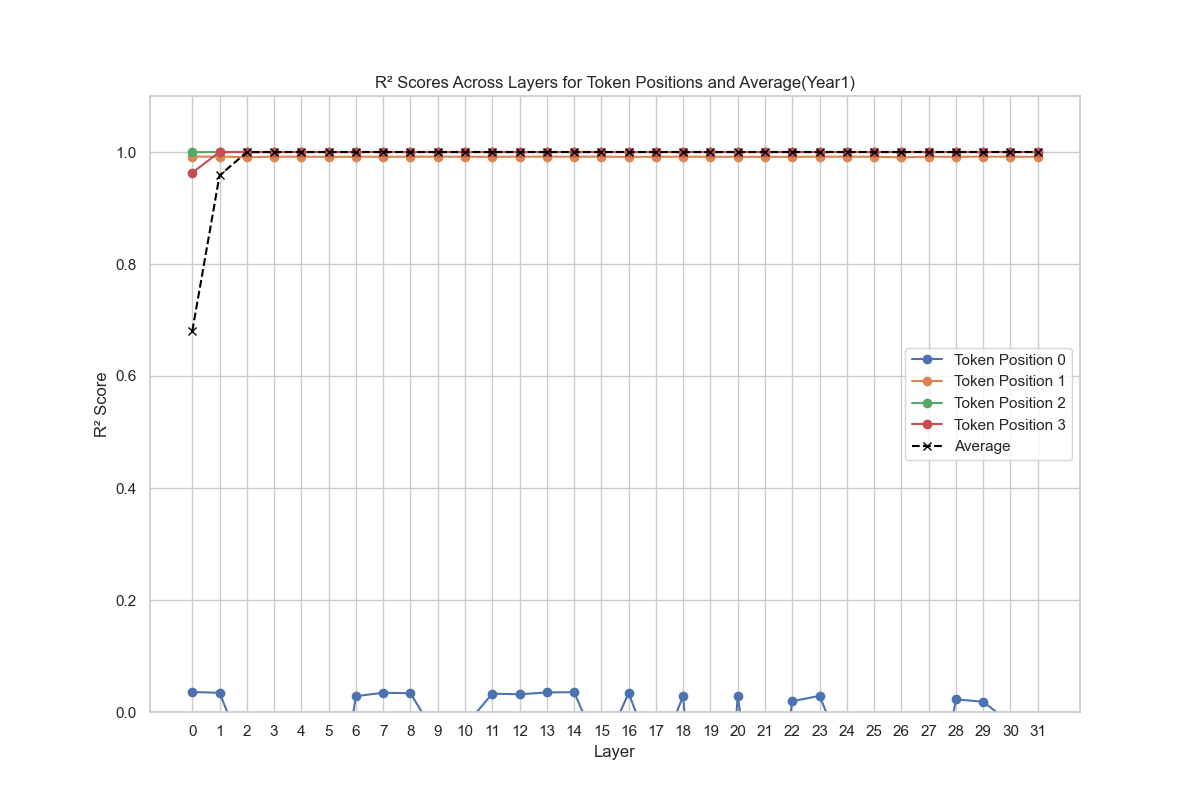 R² Scores Across Layers for Token Positions and Average(Year1)
1.0
0.8
0.6
0.4
0.2
0.0
R² Score
Token Position 0
Token Position 1
Token Position 2
Token Position 3
Average
0 1 2 3 4 5 6 7 8 9 10 11 12 13 14 15 16 17 18 19 20 21 22 23 24 25 26 27 28 29 30 31
Layer